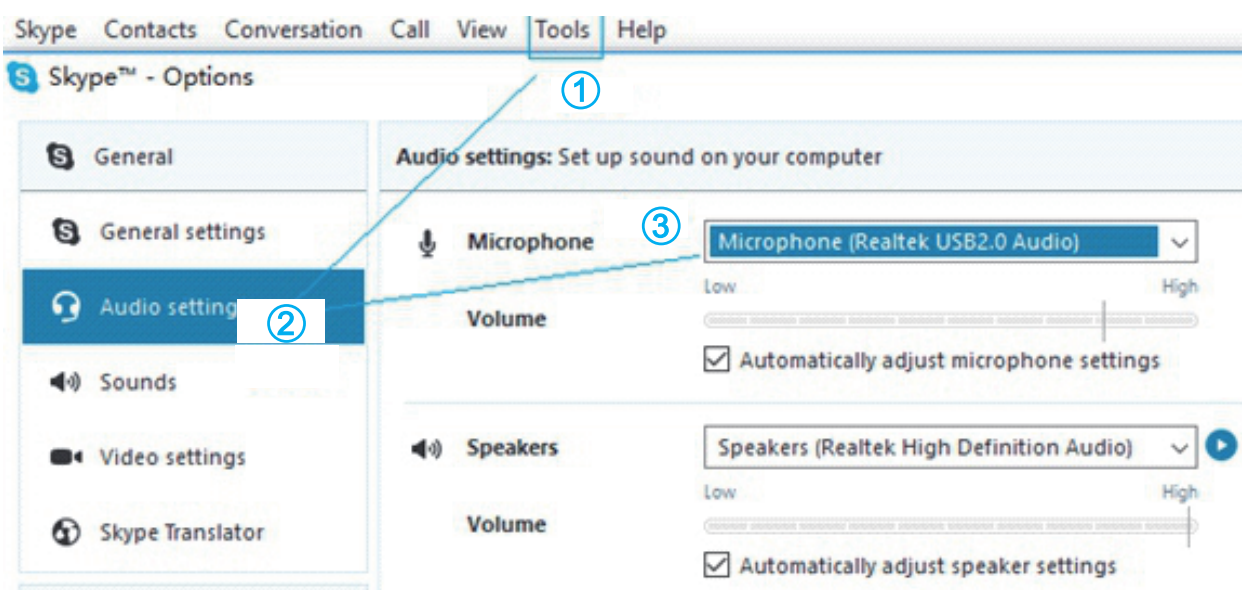 Skype Contacts Conversation Call View Tools Help
Skype™ - Options
①
General
Audio settings: Set up sound on your computer
General settings
③
Microphone
Microphone (Realtek USB2.0 Audio)
Low High
Audio setting
②
Volume
Automatically adjust microphone settings
Sounds
Speakers
Speakers (Realtek High Definition Audio)
Video settings
Low High
Volume
Skype Translator
Automatically adjust speaker settings